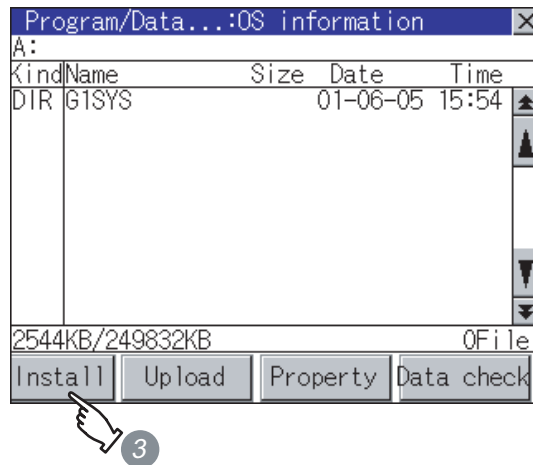 Program/Data...:OS information ×
A:
Kind Name Size Date Time
DIR G1SYS 01-06-05 15:54
2544KB/249832KB 0File
Install Upload Property Data check
3